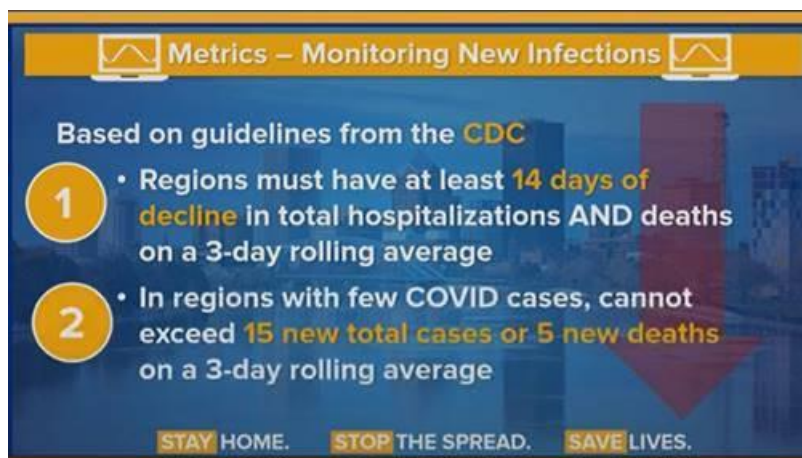 Metrics – Monitoring New Infections
Based on guidelines from the CDC
1
• Regions must have at least 14 days of
decline in total hospitalizations AND deaths
on a 3-day rolling average
2
• In regions with few COVID cases, cannot
exceed 15 new total cases or 5 new deaths
on a 3-day rolling average
STAY HOME. STOP THE SPREAD. SAVE LIVES.